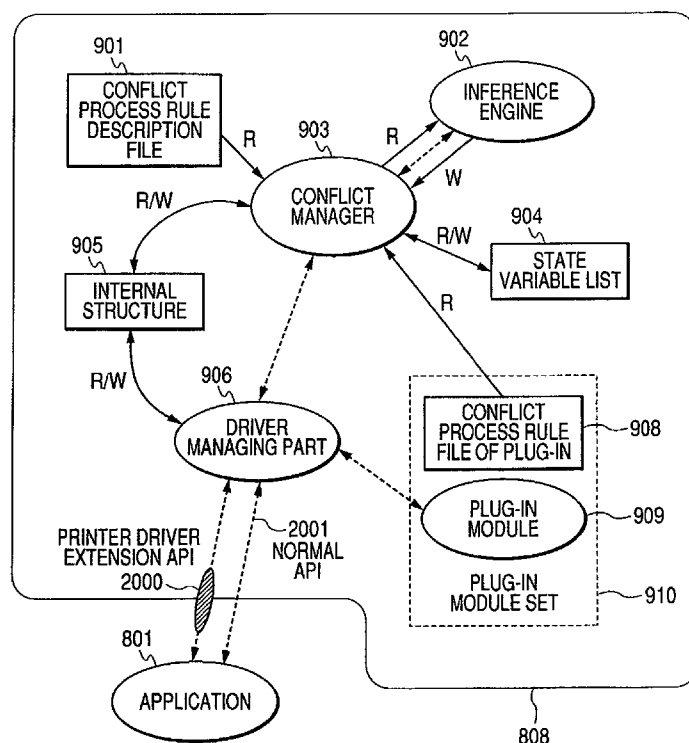 901
CONFLICT
PROCESS RULE
DESCRIPTION
FILE
R
902
INFERENCE
ENGINE
903
CONFLICT
MANAGER
R
W
R/W
R/W
904
STATE
VARIABLE LIST
905
INTERNAL
STRUCTURE
R
R/W
906
DRIVER
MANAGING PART
CONFLICT
PROCESS RULE
FILE OF PLUG-IN
908
PLUG-IN
MODULE
909
PLUG-IN
MODULE SET
910
PRINTER DRIVER
EXTENSION API
2000
2001
NORMAL
API
801
APPLICATION
808